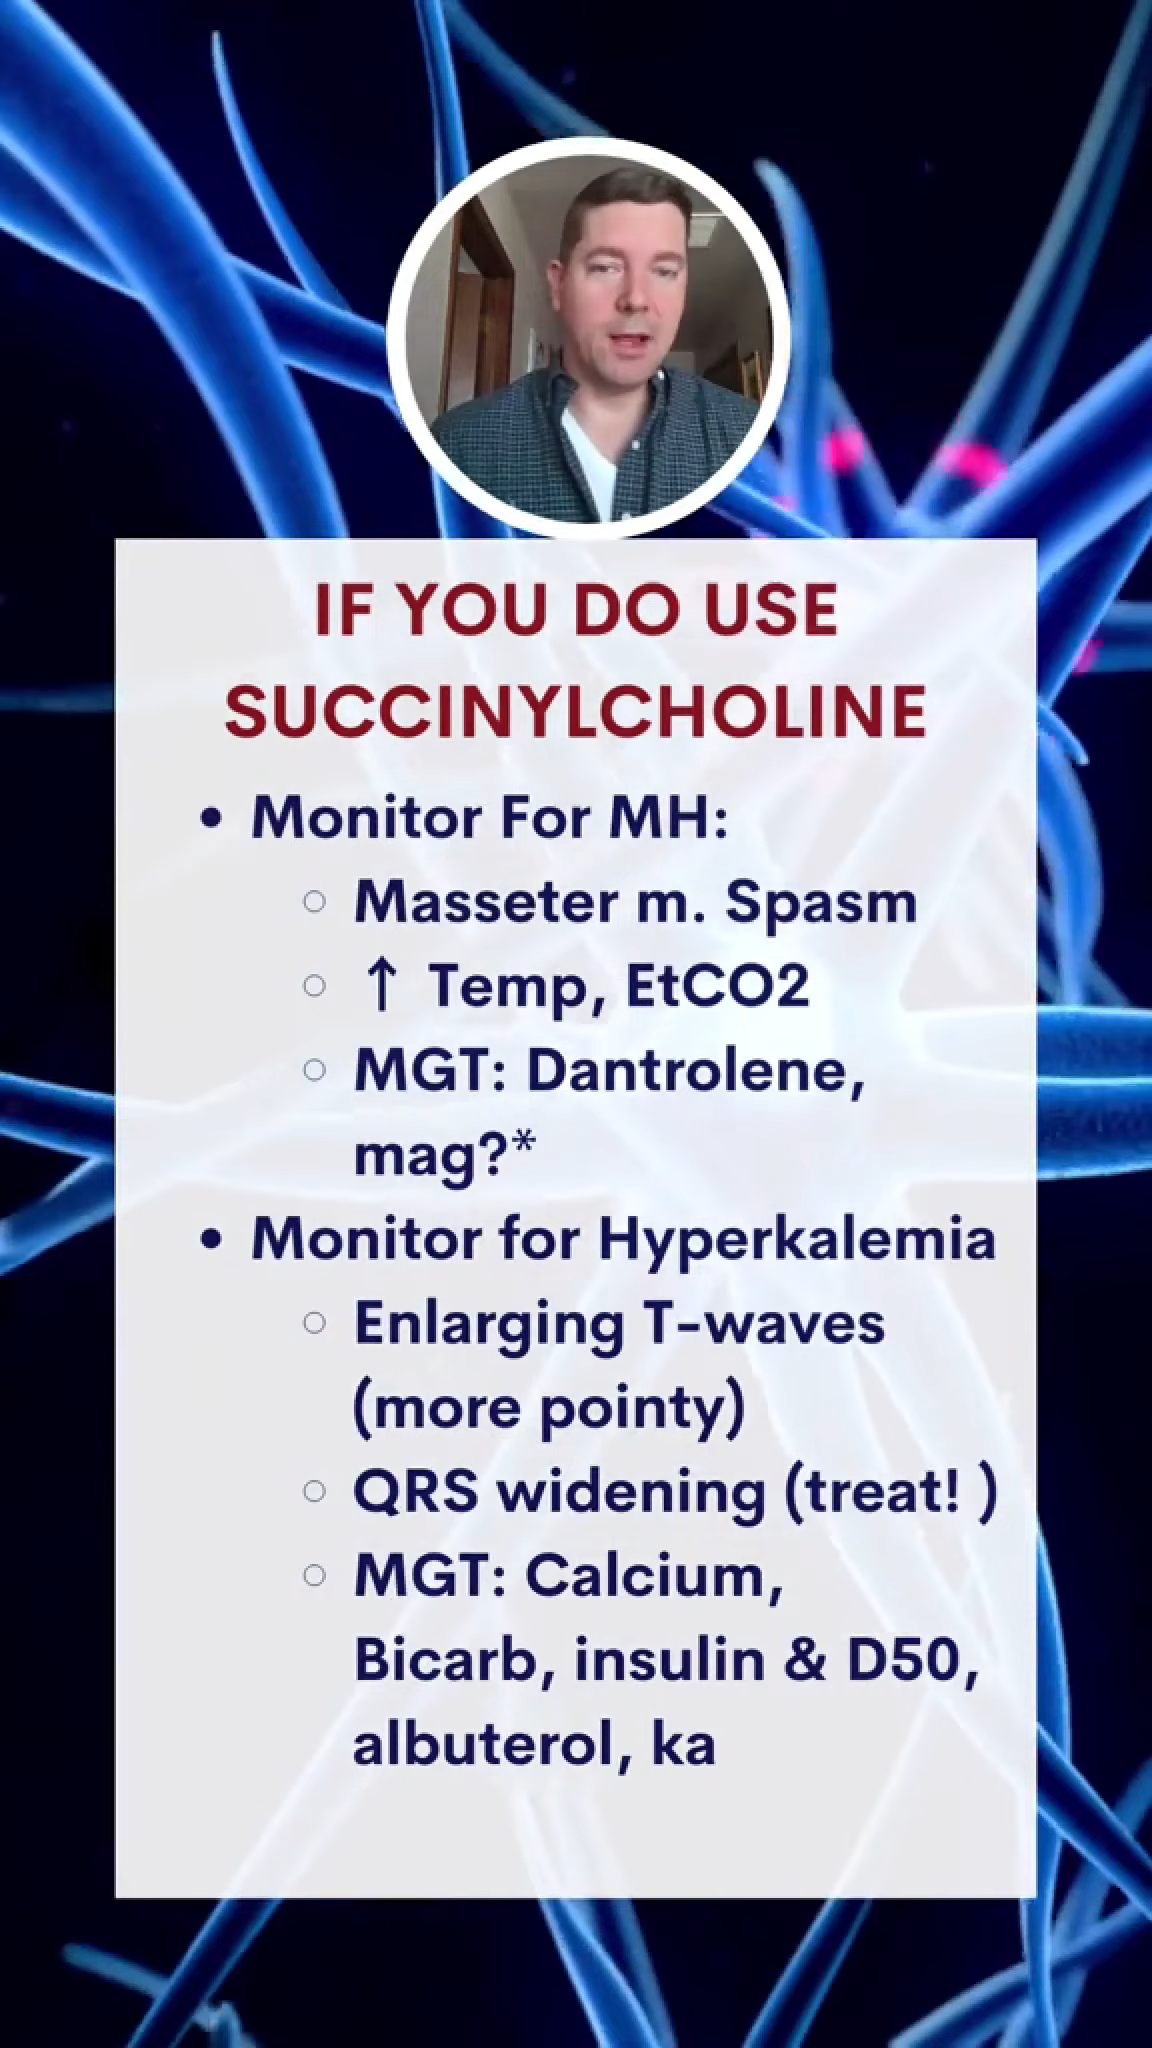 IF YOU DO USE
SUCCINYLCHOLINE
• Monitor For MH:
○ Masseter m. Spasm
○ ↑ Temp, EtCO2
○ MGT: Dantrolene,
mag?*
• Monitor for Hyperkalemia
○ Enlarging T-waves
(more pointy)
○ QRS widening (treat! )
○ MGT: Calcium,
Bicarb, insulin & D50,
albuterol, ka